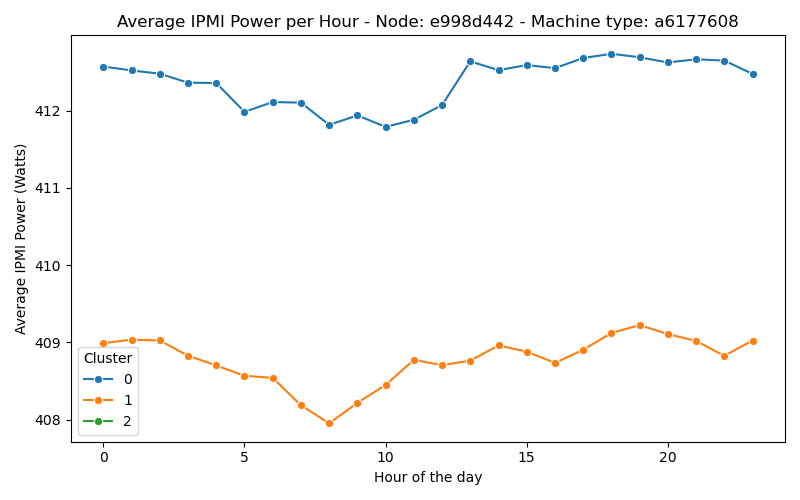 Average IPMI Power per Hour - Node: e998d442 - Machine type: a6177608
Average IPMI Power (Watts)
412
411
410
409
408
Cluster
0
1
2
0 5 10 15 20
Hour of the day